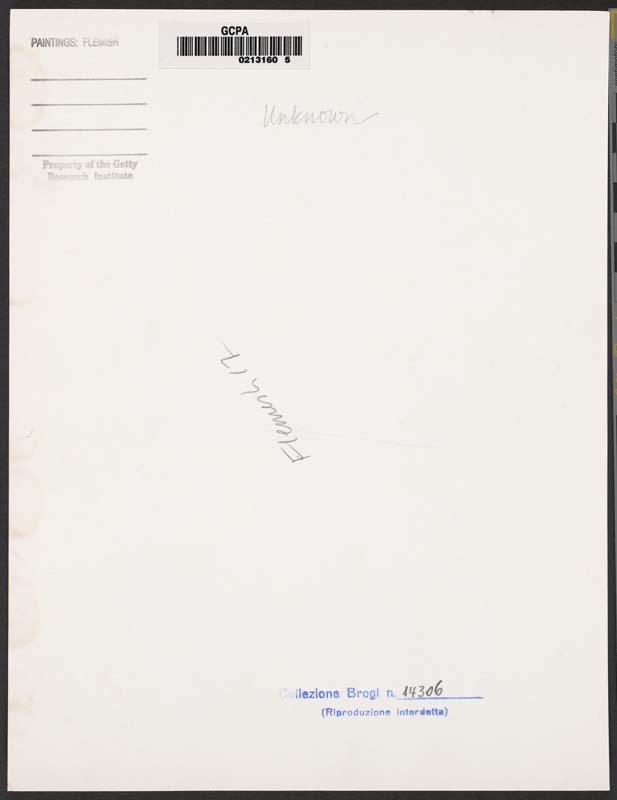 PAINTINGS: FLEMISH
GCPA
0213160 5
Unknown
Property of the Getty
Research Institute
Flemish 17
Collezione Brogi n. 14306
(Riproduzione interdetta)